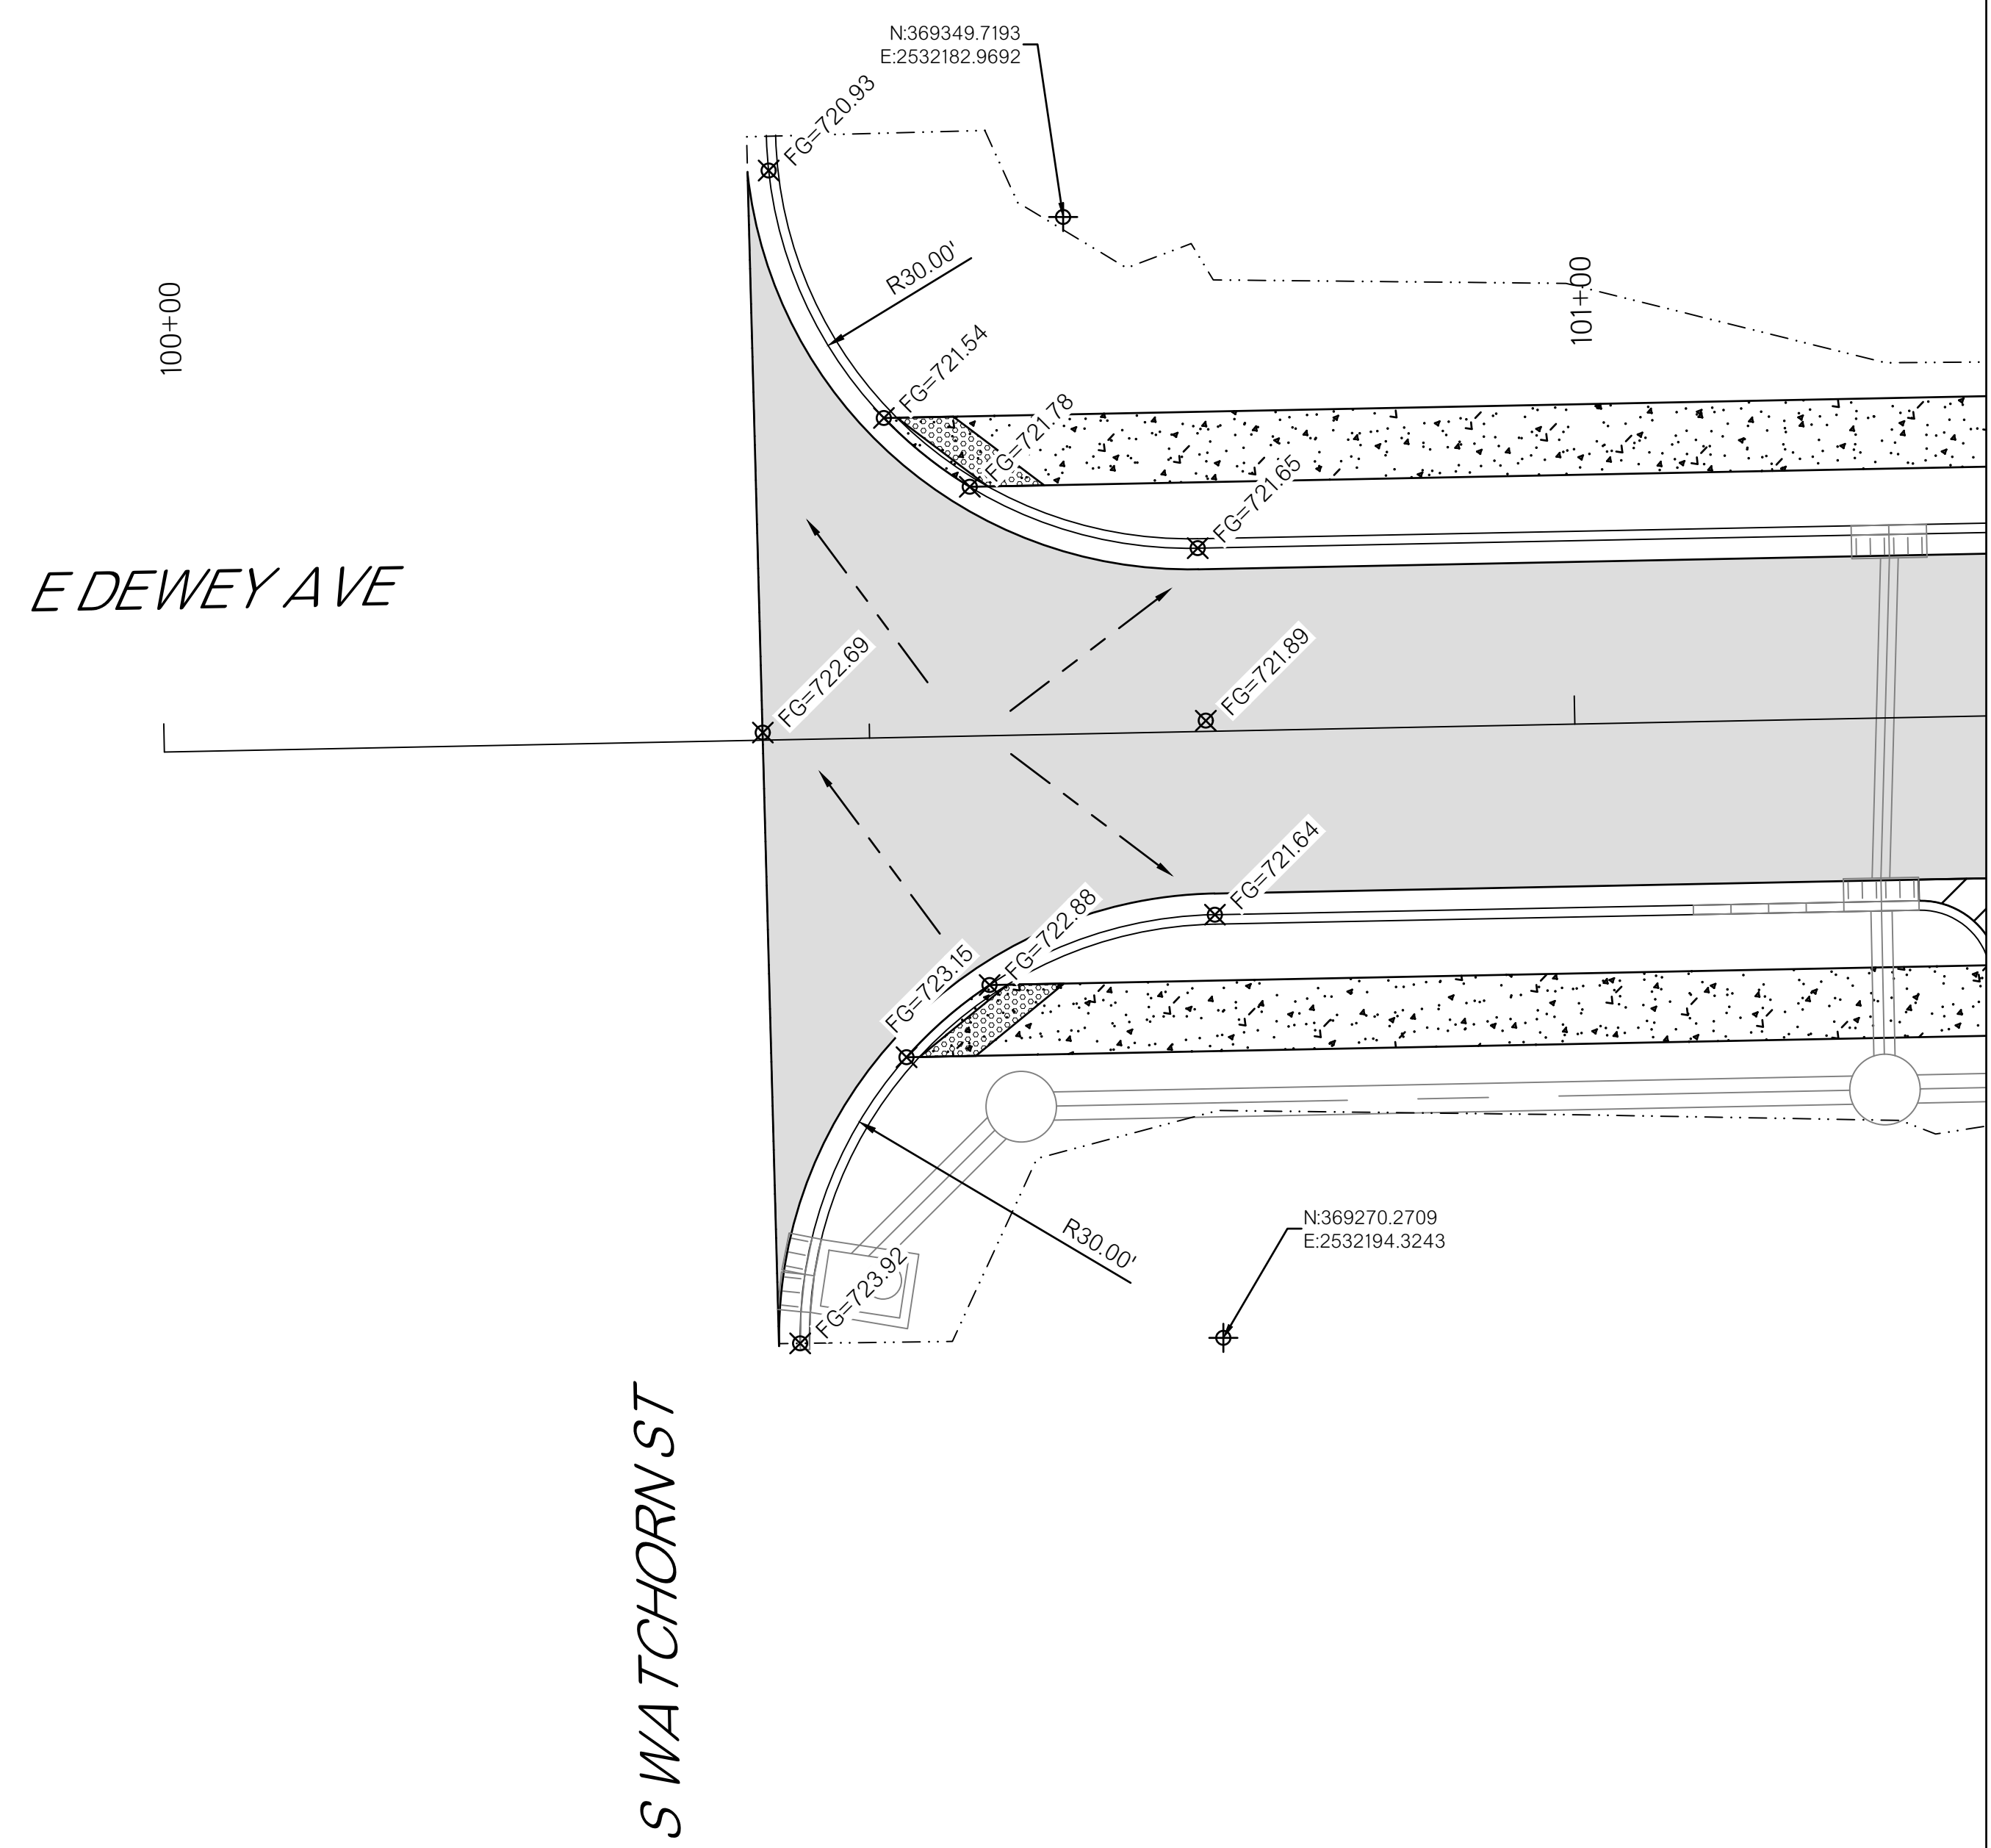 N:369349.7193
E:2532182.9692
FG=720.93
R30.00'
100+00
101+00
FG=721.54
FG=721.78
FG=721.65
E DEWEY AVE
FG=722.69
FG=721.89
FG=721.64
FG=722.88
FG=723.15
N:369270.2709
E:2532194.3243
R30.00'
FG=723.92
S WATCHORN ST